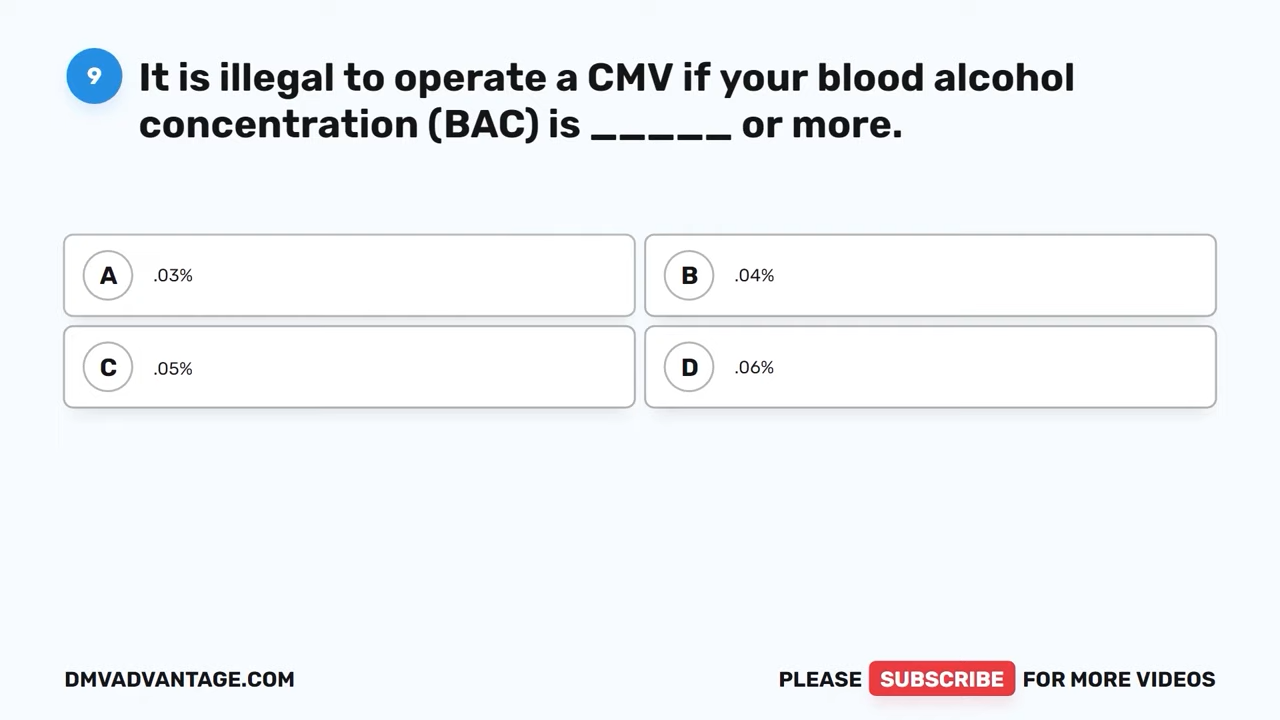 9
It is illegal to operate a CMV if your blood alcohol
concentration (BAC) is _____ or more.
A .03%
B .04%
C .05%
D .06%
DMVADVANTAGE.COM
PLEASE SUBSCRIBE FOR MORE VIDEOS